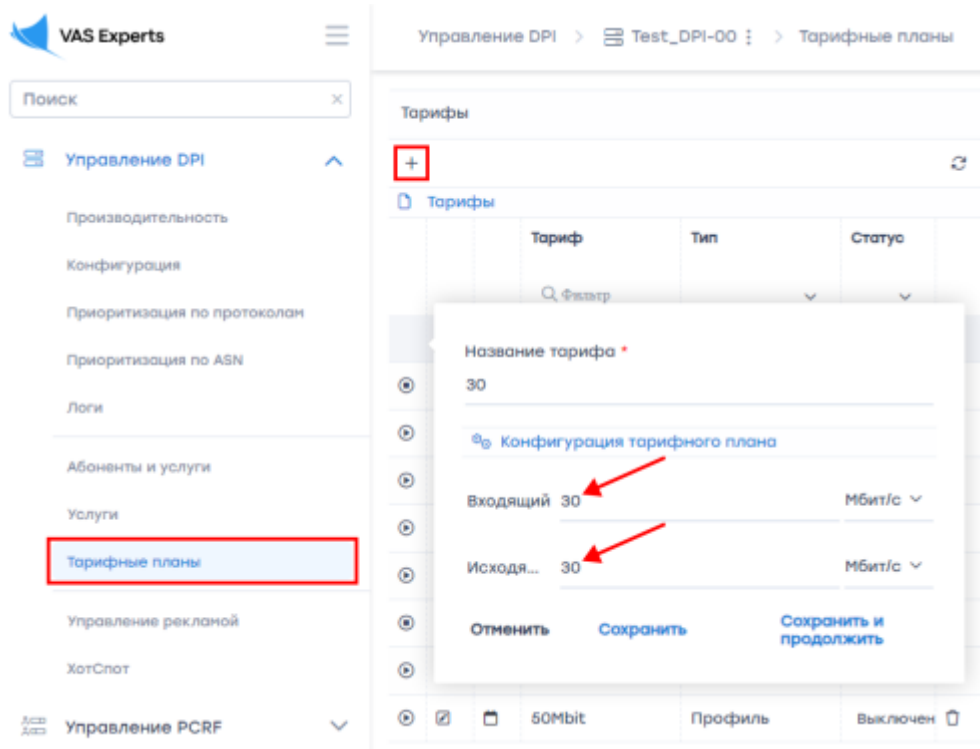 VAS Experts
Управление DPI > Test_DPI-00 > Тарифные планы
Поиск
Управление DPI
Производительность
Конфигурация
Приоритизация по протоколам
Приоритизация по ASN
Логи
Абоненты и услуги
Услуги
Тарифные планы
Управление рекламой
ХотСпот
Управление PCRF
Тарифы
+
Тарифы
Тариф Тип Статус
Фильтр
Название тарифа *
30
Конфигурация тарифного плана
Входящий 30 Мбит/с
Исходя... 30 Мбит/с
Отменить Сохранить Сохранить и
продолжить
50Mbit Профиль Выключен